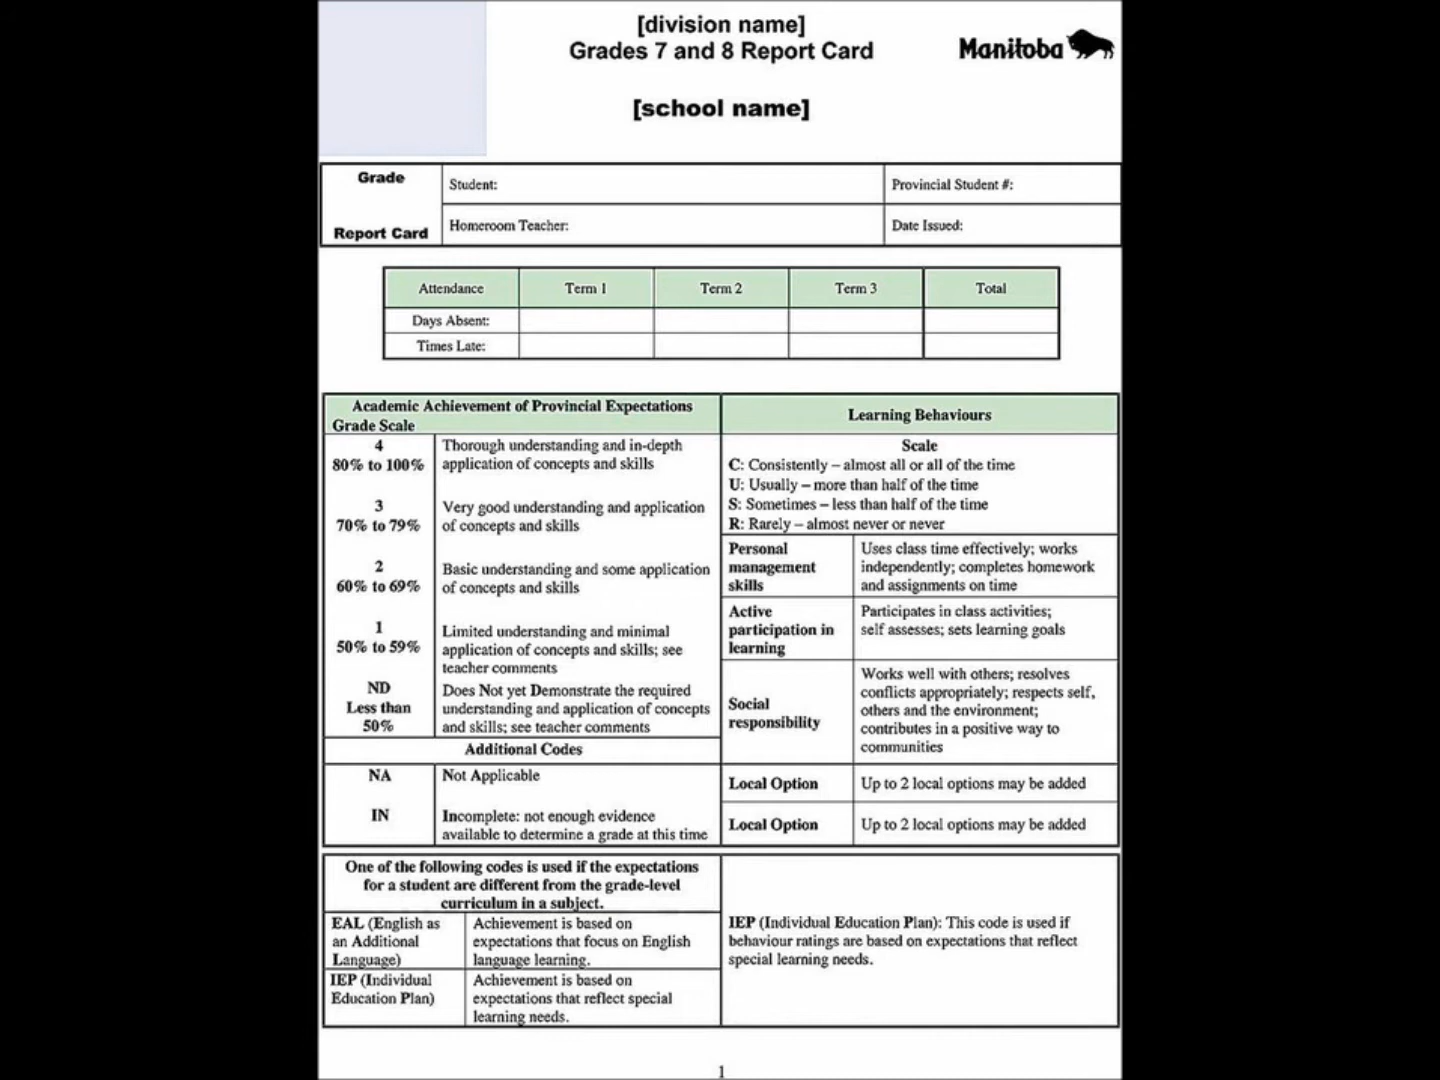 [division name]
Grades 7 and 8 Report Card
Manitoba
[school name]
Grade
Report Card
Student:
Provincial Student #:
Homeroom Teacher:
Date Issued:
Attendance Term 1 Term 2 Term 3 Total
Days Absent:
Times Late:
Academic Achievement of Provincial Expectations
Grade Scale
4
80% to 100%
Thorough understanding and in-depth
application of concepts and skills
3
70% to 79%
Very good understanding and application
of concepts and skills
2
60% to 69%
Basic understanding and some application
of concepts and skills
1
50% to 59%
Limited understanding and minimal
application of concepts and skills; see
teacher comments
ND
Less than
50%
Does Not yet Demonstrate the required
understanding and application of concepts
and skills; see teacher comments
Additional Codes
NA
Not Applicable
IN
Incomplete: not enough evidence
available to determine a grade at this time
Learning Behaviours
Scale
C: Consistently – almost all or all of the time
U: Usually – more than half of the time
S: Sometimes – less than half of the time
R: Rarely – almost never or never
Personal
management
skills
Uses class time effectively; works
independently; completes homework
and assignments on time
Active
participation in
learning
Participates in class activities;
self assesses; sets learning goals
Social
responsibility
Works well with others; resolves
conflicts appropriately; respects self,
others and the environment;
contributes in a positive way to
communities
Local Option
Up to 2 local options may be added
Local Option
Up to 2 local options may be added
One of the following codes is used if the expectations
for a student are different from the grade-level
curriculum in a subject.
EAL (English as
an Additional
Language)
Achievement is based on
expectations that focus on English
language learning.
IEP (Individual
Education Plan)
Achievement is based on
expectations that reflect special
learning needs.
IEP (Individual Education Plan): This code is used if
behaviour ratings are based on expectations that reflect
special learning needs.
1